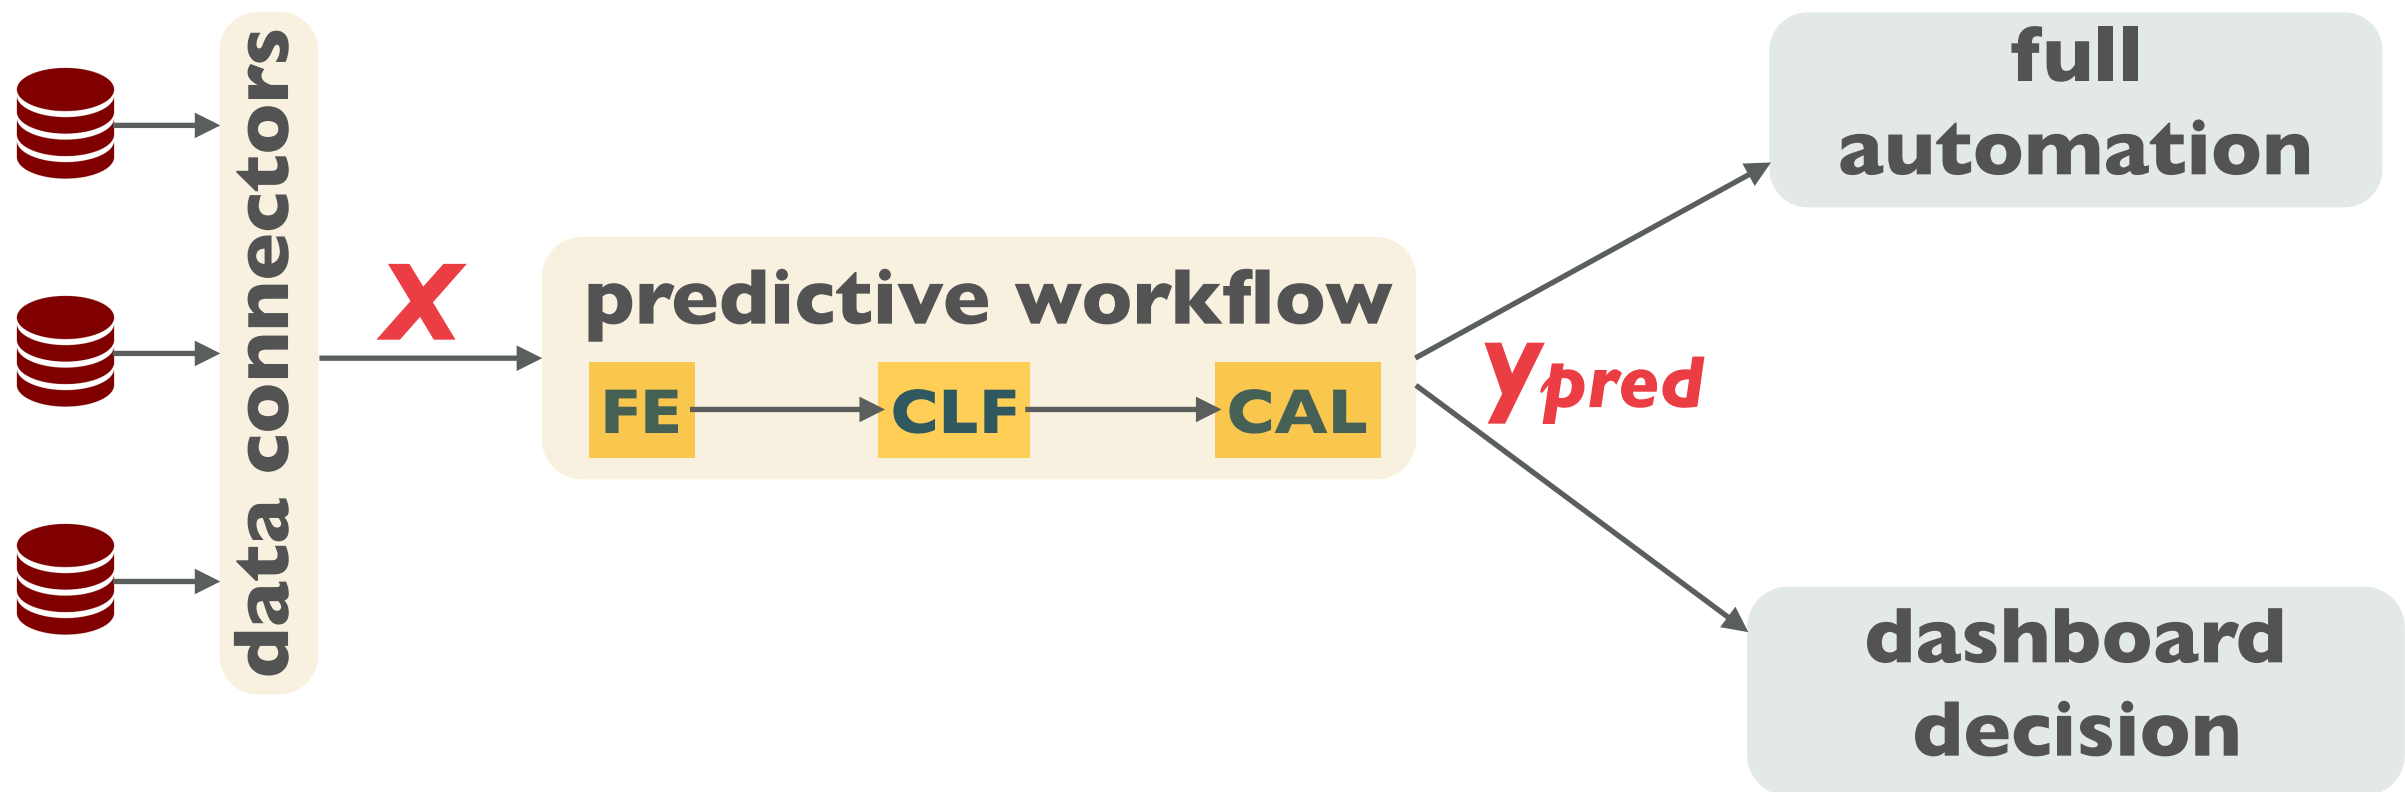 data connectors
X
predictive workflow
FE
CLF
CAL
ypred
full
automation
dashboard
decision